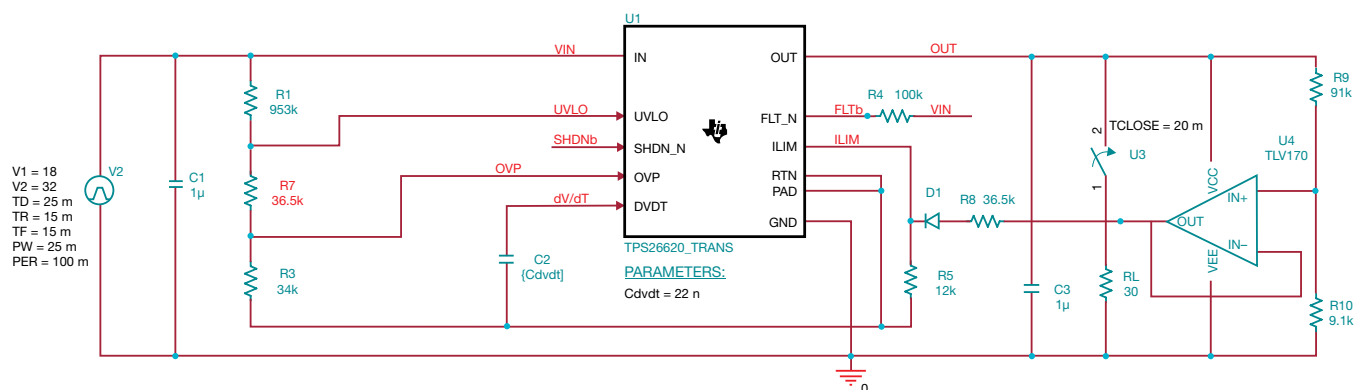 U1
VIN
IN
OUT
OUT
R1
953k
R4 100k
FLTb
VIN
FLT_N
UVLO
UVLO
SHDNb
SHDN_N
ILIM
ILIM
OVP
OVP
RTN
PAD
dV/dT
DVDT
GND
V1 = 18
V2 = 32
TD = 25 m
TR = 15 m
TF = 15 m
PW = 25 m
PER = 100 m
V2
C1
1µ
R7
36.5k
R3
34k
C2
{Cdvdt}
TPS26620_TRANS
PARAMETERS:
Cdvdt = 22 n
D1
R8 36.5k
R5
12k
C3
1µ
2
TCLOSE = 20 m
U3
1
RL
30
R9
91k
U4
TLV170
VCC
IN+
OUT
IN–
VEE
R10
9.1k
0